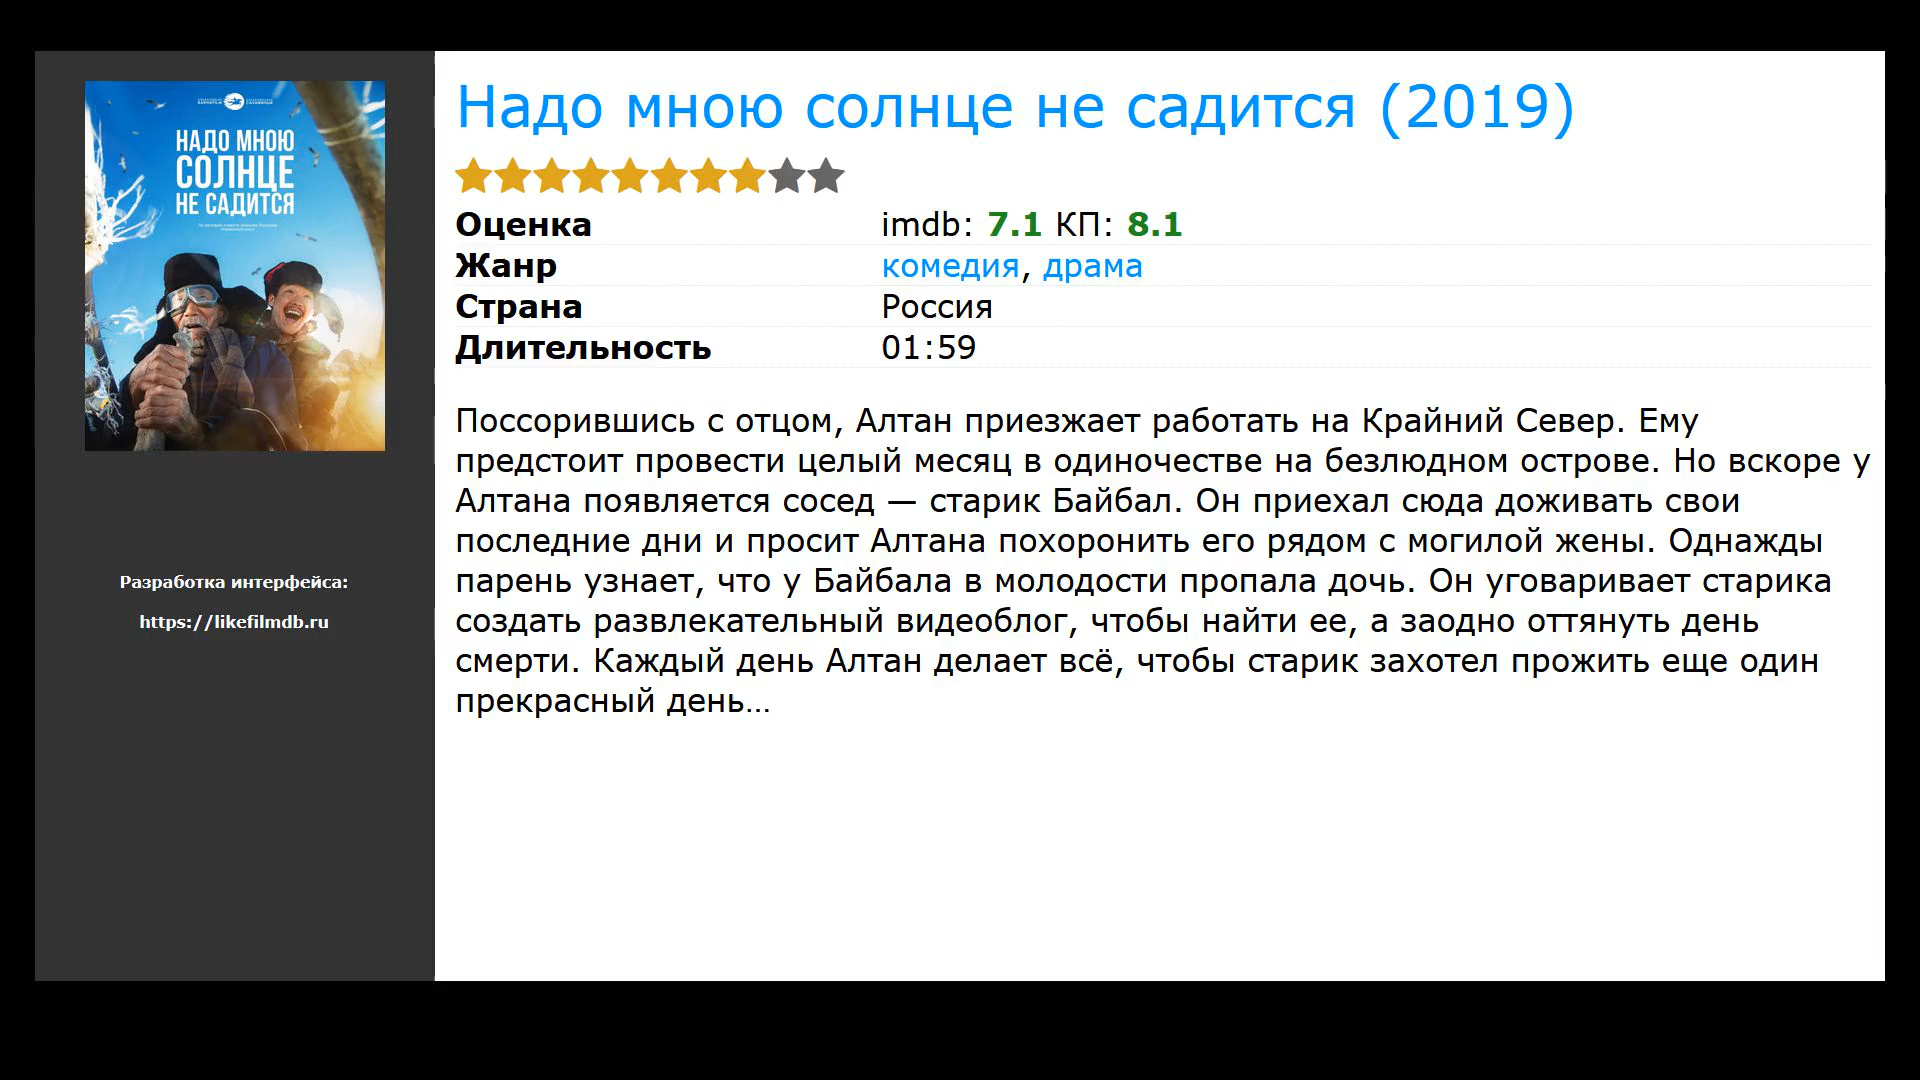 НАДО МНОЮ
СОЛНЦЕ
НЕ САДИТСЯ
Разработка интерфейса:
https://likefilmdb.ru
Надо мною солнце не садится (2019)
Оценка imdb: 7.1 КП: 8.1
Жанр комедия, драма
Страна Россия
Длительность 01:59
Поссорившись с отцом, Алтан приезжает работать на Крайний Север. Ему
предстоит провести целый месяц в одиночестве на безлюдном острове. Но вскоре у
Алтана появляется сосед — старик Байбал. Он приехал сюда доживать свои
последние дни и просит Алтана похоронить его рядом с могилой жены. Однажды
парень узнает, что у Байбала в молодости пропала дочь. Он уговаривает старика
создать развлекательный видеоблог, чтобы найти ее, а заодно оттянуть день
смерти. Каждый день Алтан делает всё, чтобы старик захотел прожить еще один
прекрасный день…